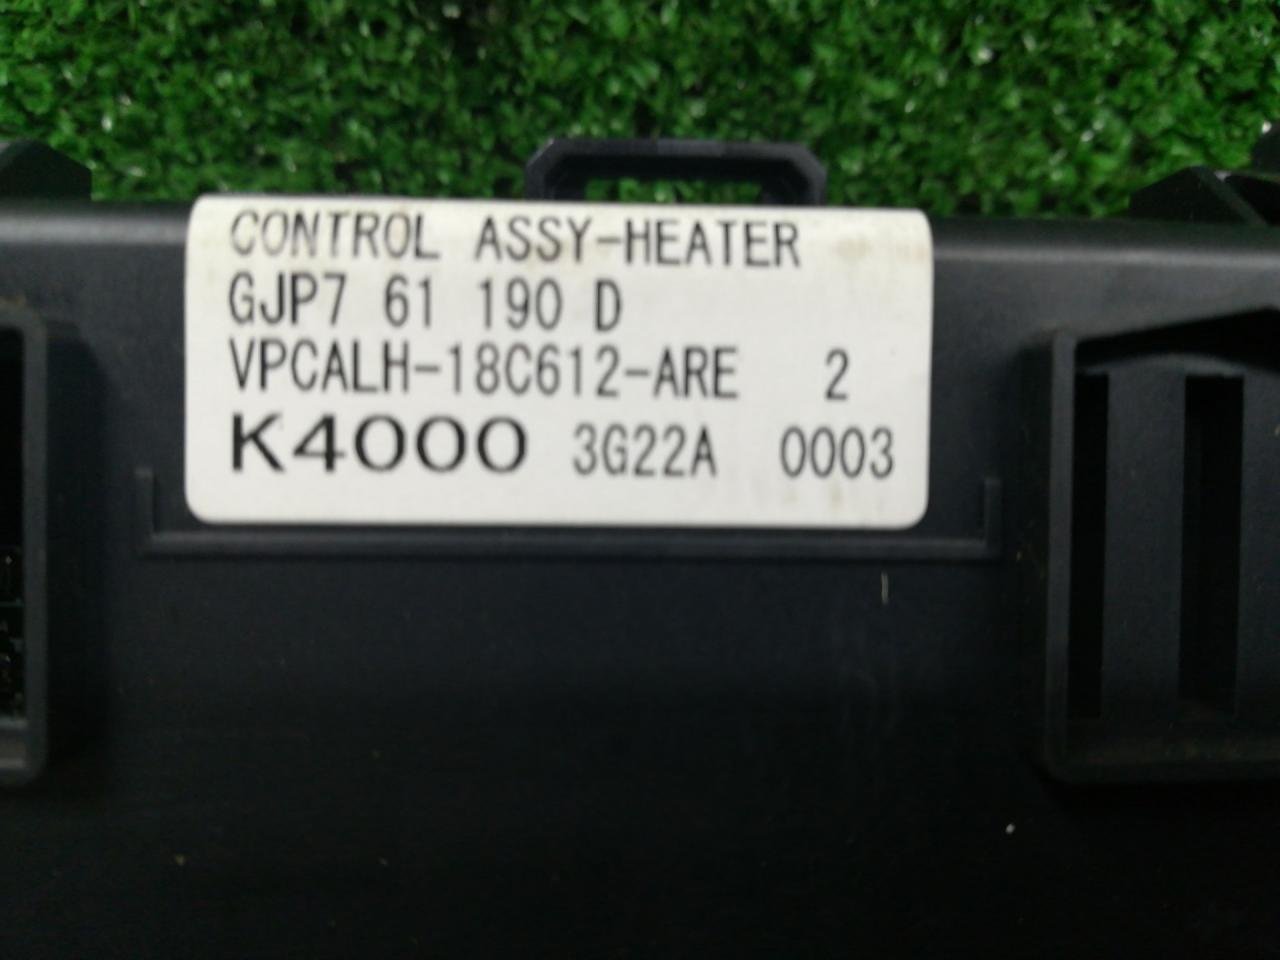 CONTROL ASSY-HEATER
GJP7 61 190 D
VPCALH-18C612-ARE 2
K4000 3G22A 0003